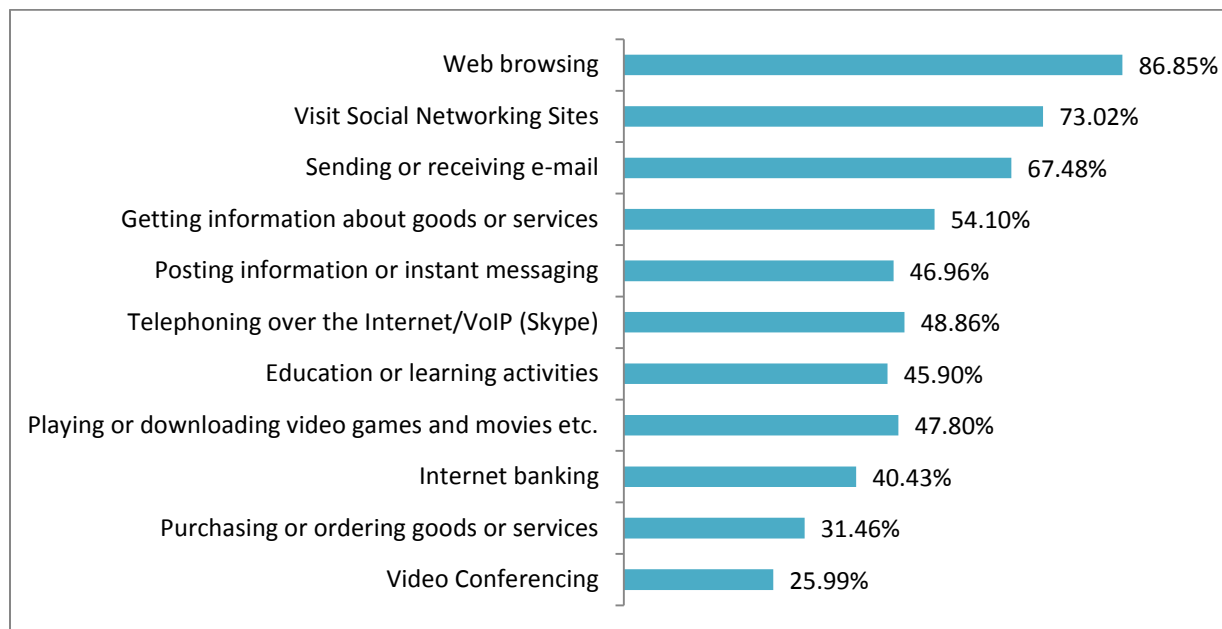 Web browsing 86.85%
Visit Social Networking Sites 73.02%
Sending or receiving e-mail 67.48%
Getting information about goods or services 54.10%
Posting information or instant messaging 46.96%
Telephoning over the Internet/VoIP (Skype) 48.86%
Education or learning activities 45.90%
Playing or downloading video games and movies etc. 47.80%
Internet banking 40.43%
Purchasing or ordering goods or services 31.46%
Video Conferencing 25.99%